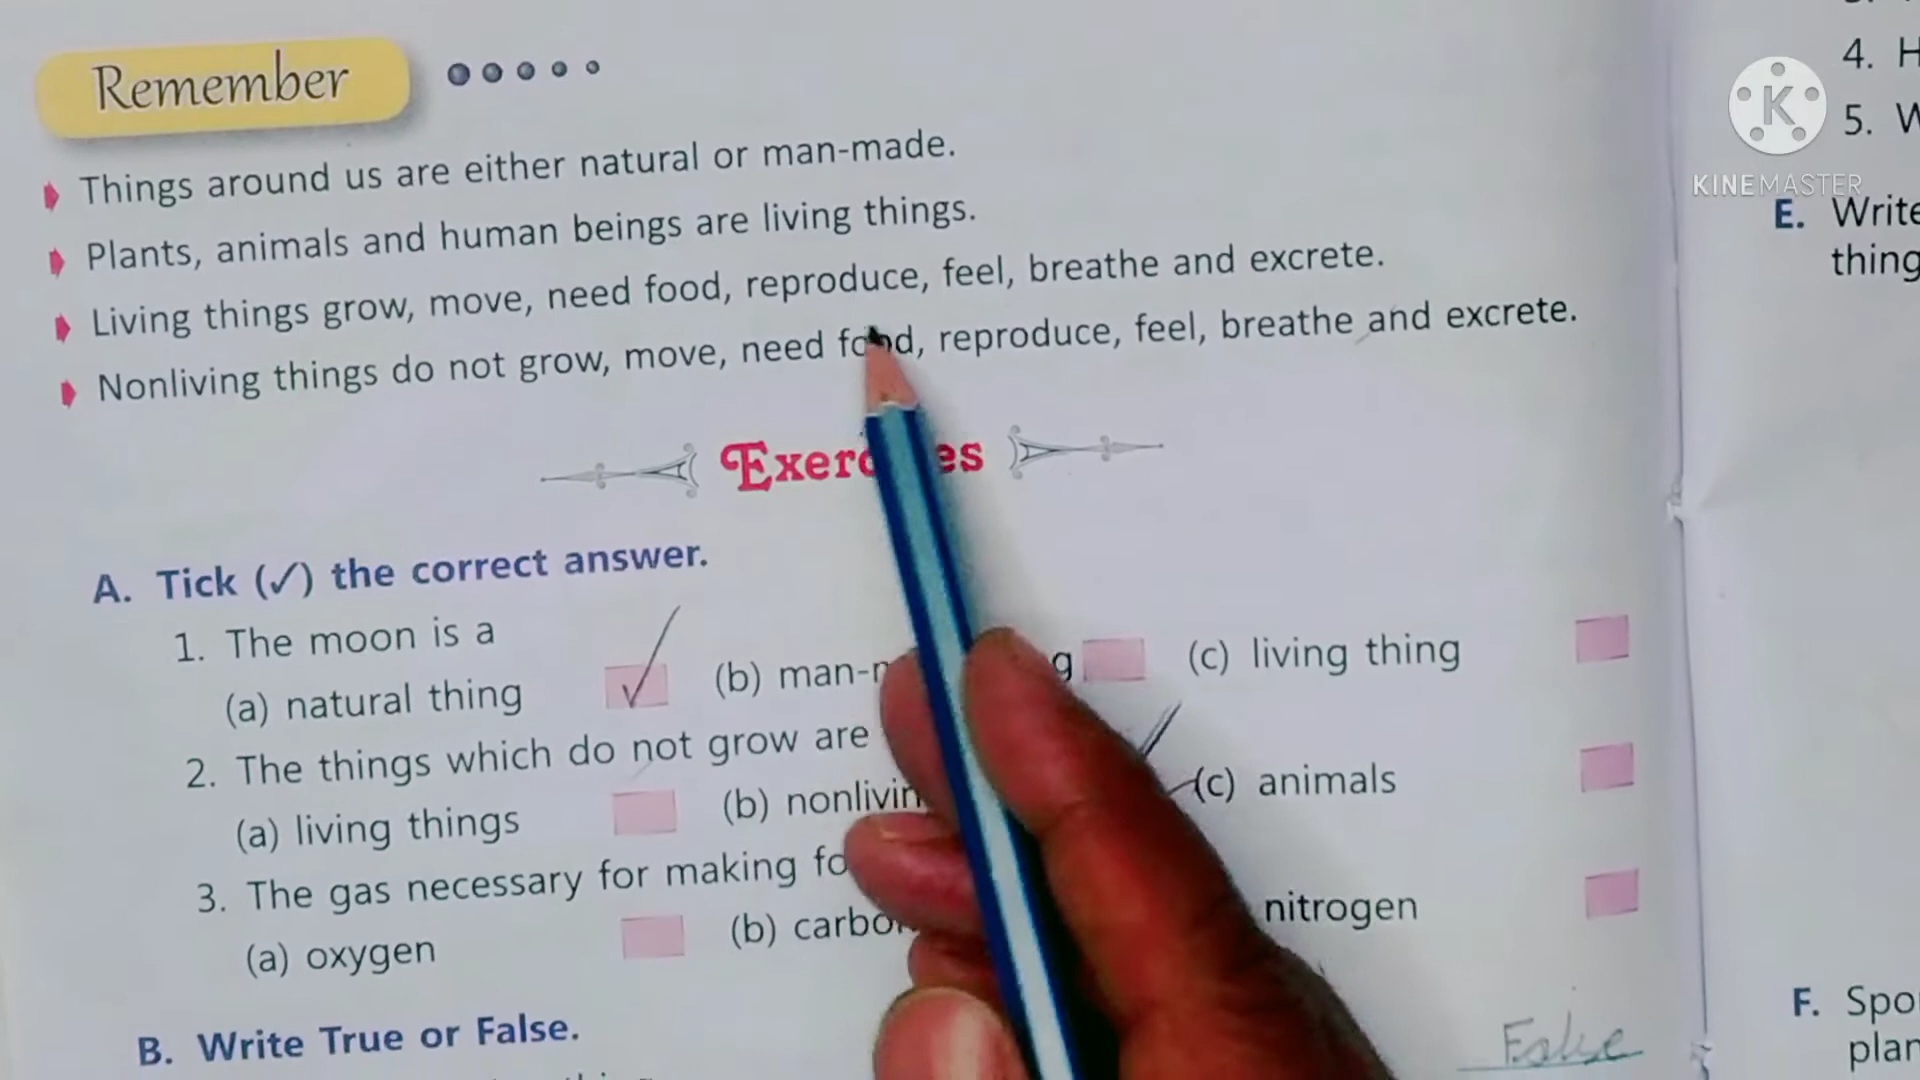 Remember
Things around us are either natural or man-made.
Plants, animals and human beings are living things.
Living things grow, move, need food, reproduce, feel, breathe and excrete.
Nonliving things do not grow, move, need food, reproduce, feel, breathe and excrete.
Exercises
A. Tick (✓) the correct answer.
1. The moon is a
(a) natural thing ✓ (b) (c) living thing
2. The things which do not grow are
(a) living things (b) (c) animals
3. The gas necessary for making
(a) oxygen (b) nitrogen
B. Write True or False.
False
4.
5.
KINEMASTER
E. Write
F.